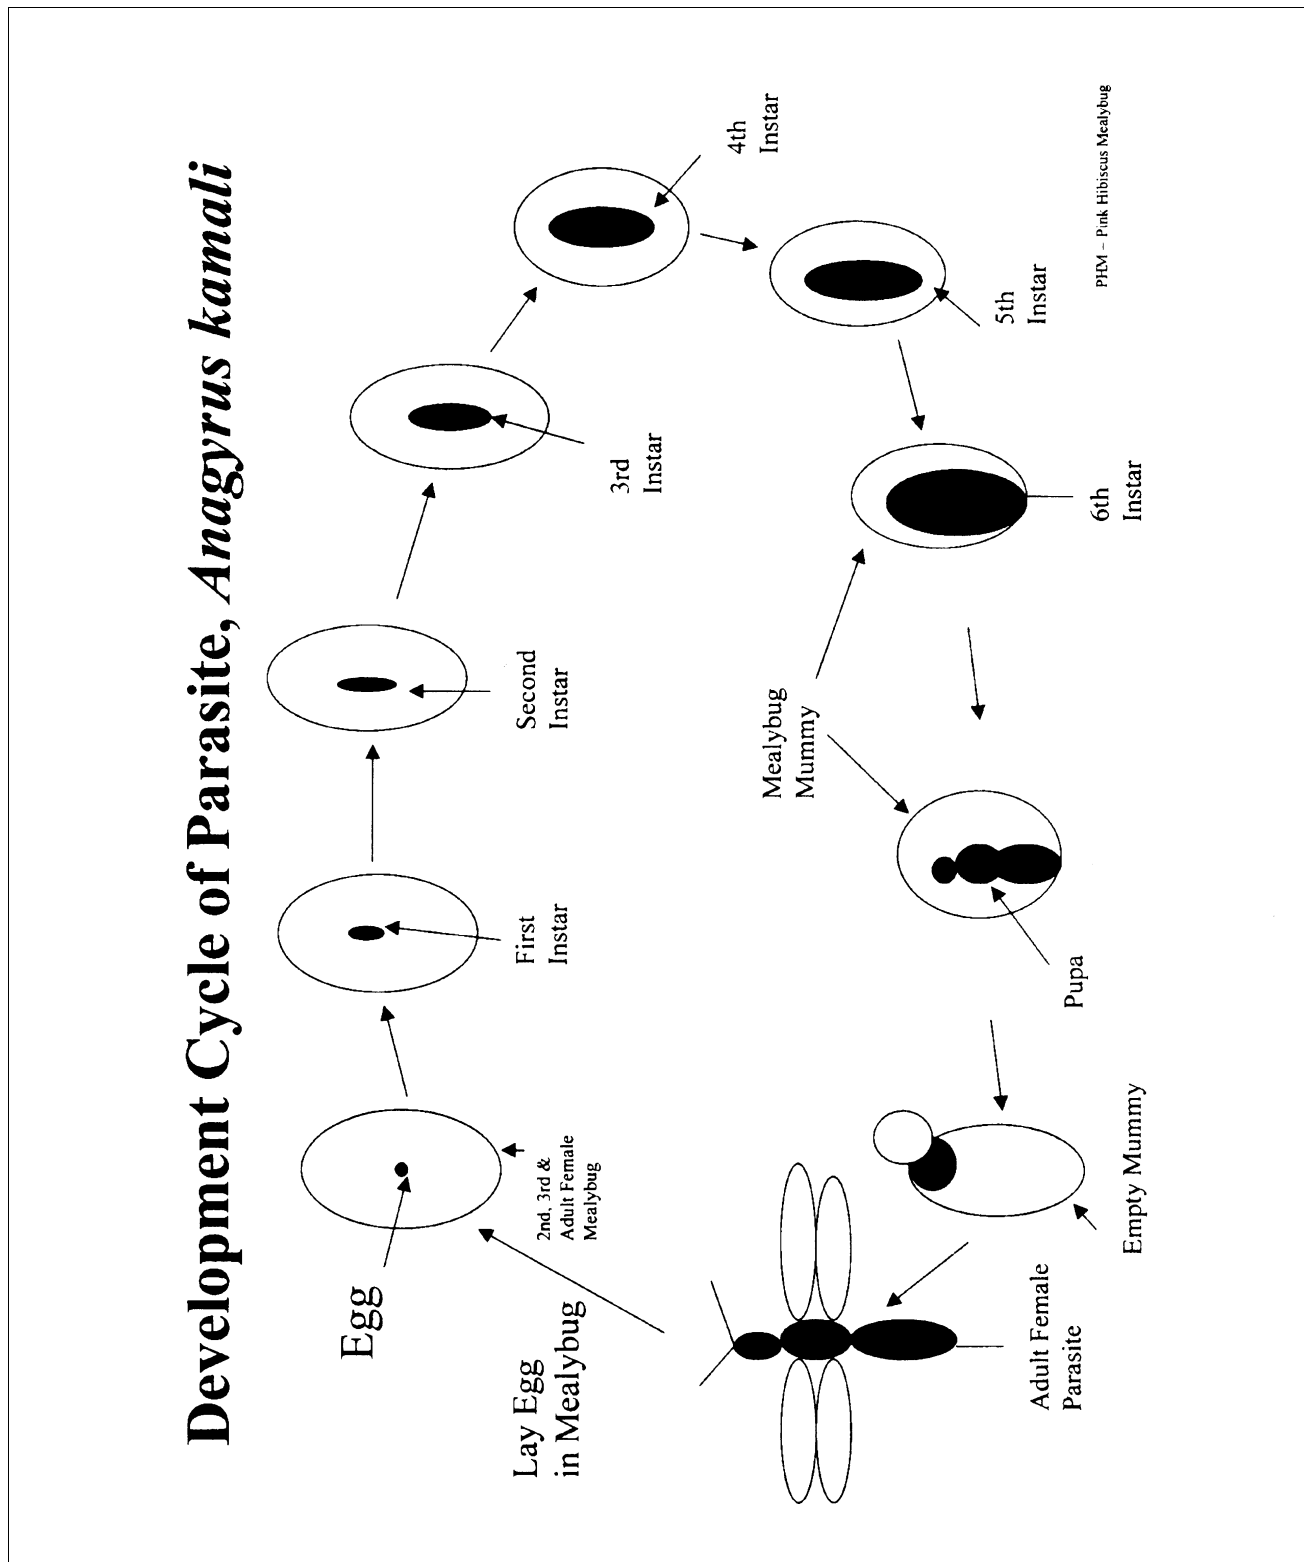 Development Cycle of Parasite, Anagyrus kamali
Egg
2nd, 3rd &
Adult Female
Mealybug
First
Instar
Second
Instar
3rd
Instar
4th
Instar
5th
Instar
6th
Instar
Mealybug
Mummy
Pupa
Empty Mummy
Adult Female
Parasite
Lay Egg
in Mealybug
PHM – Pink Hibiscus Mealybug